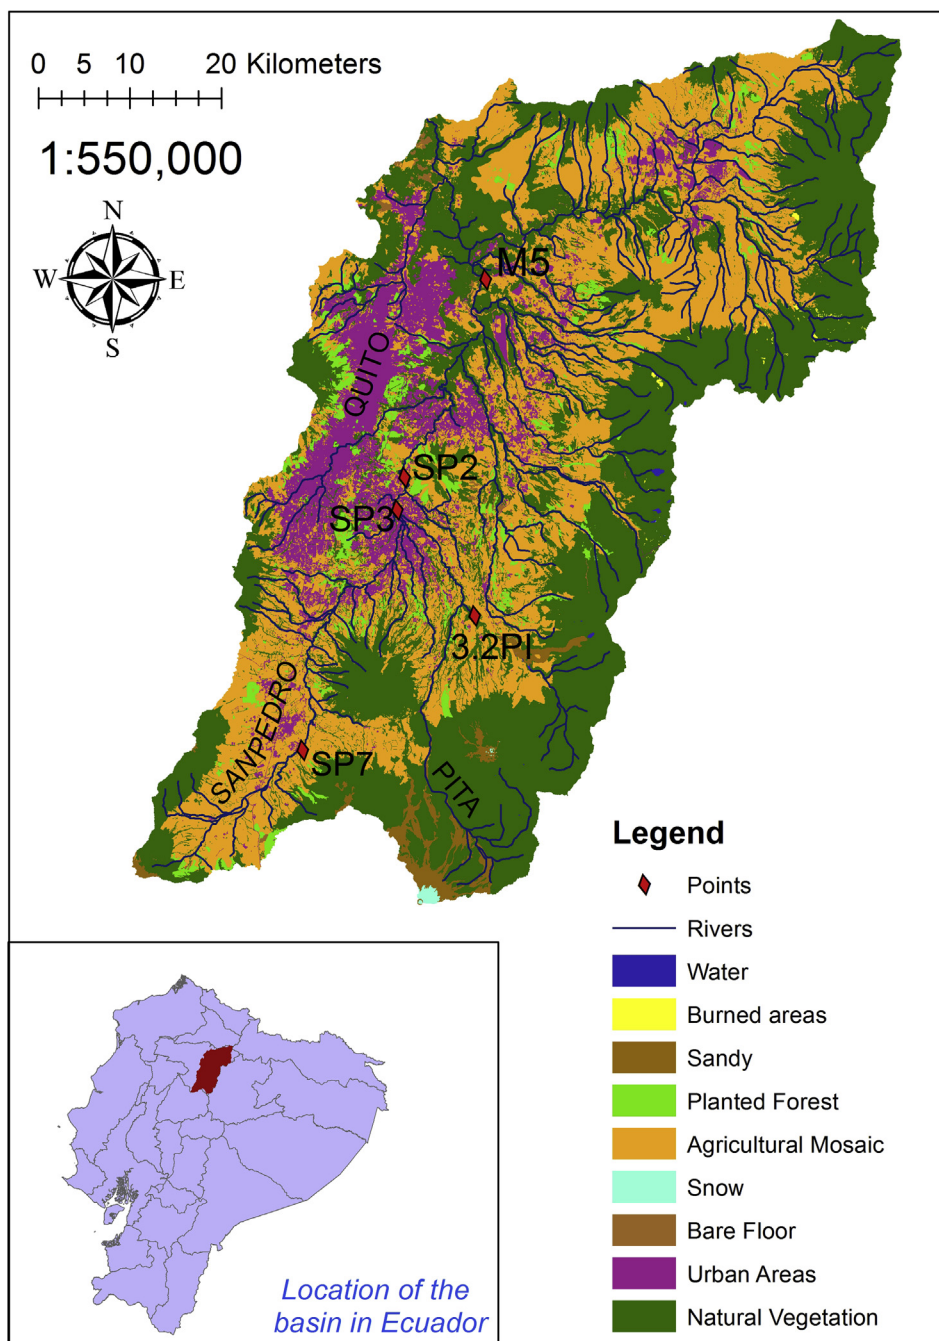 0 5 10 20 Kilometers
1:550,000
N
W E
S
M5
QUITO
SP2
SP3
3.2PI
SANPEDRO
SP7
PITA
Legend
Points
Rivers
Water
Burned areas
Sandy
Planted Forest
Agricultural Mosaic
Snow
Bare Floor
Urban Areas
Natural Vegetation
Location of the
basin in Ecuador